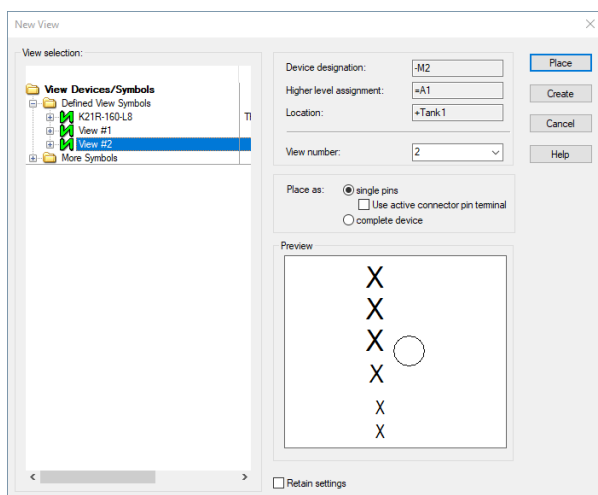 New View
View selection:
View Devices/Symbols
Defined View Symbols
K21R-160-L8
View #1
View #2
More Symbols
Device designation: -M2
Higher level assignment: =A1
Location: +Tank1
View number: 2
Place as: single pins
Use active connector pin terminal
complete device
Preview
X
X
X
X
X
X
Retain settings
Place
Create
Cancel
Help